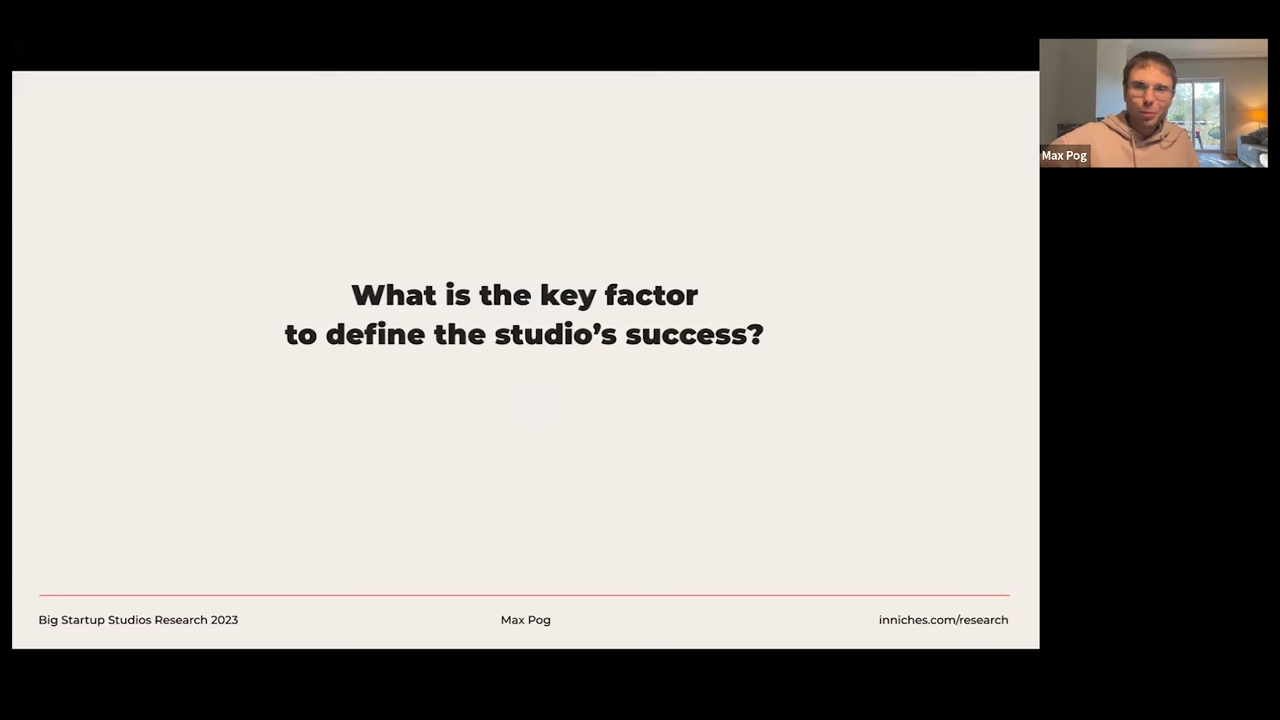 Max Pog
What is the key factor
to define the studio’s success?
Big Startup Studios Research 2023
Max Pog
inniches.com/research